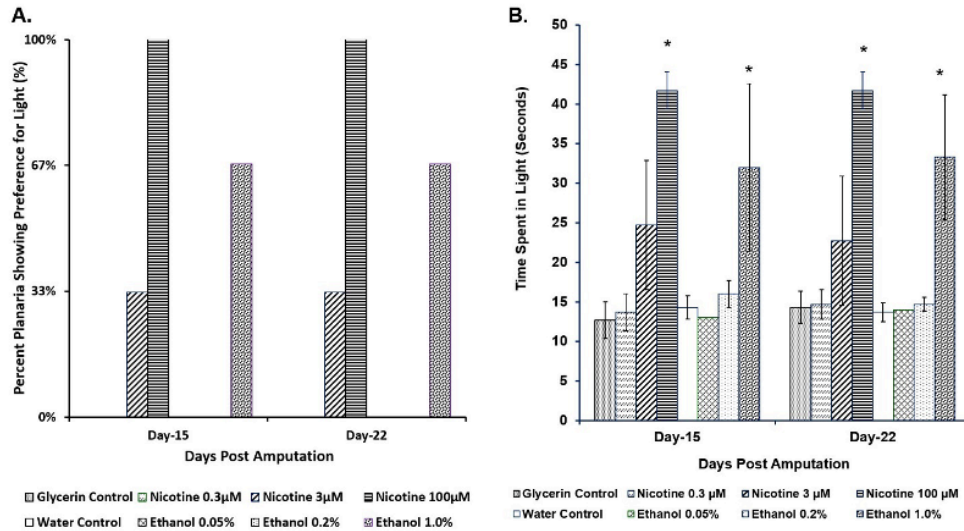 A.
Percent Planaria Showing Preference for Light (%)
100%
67%
33%
0%
Day-15
Day-22
Days Post Amputation
Glycerin Control Nicotine 0.3µM Nicotine 3µM Nicotine 100µM
Water Control Ethanol 0.05% Ethanol 0.2% Ethanol 1.0%
B.
Time Spent in Light (Seconds)
50
45
40
35
30
25
20
15
10
5
0
* * * *
Day-15
Day-22
Days Post Amputation
Glycerin Control Nicotine 0.3 µM Nicotine 3 µM Nicotine 100 µM
Water Control Ethanol 0.05% Ethanol 0.2% Ethanol 1.0%